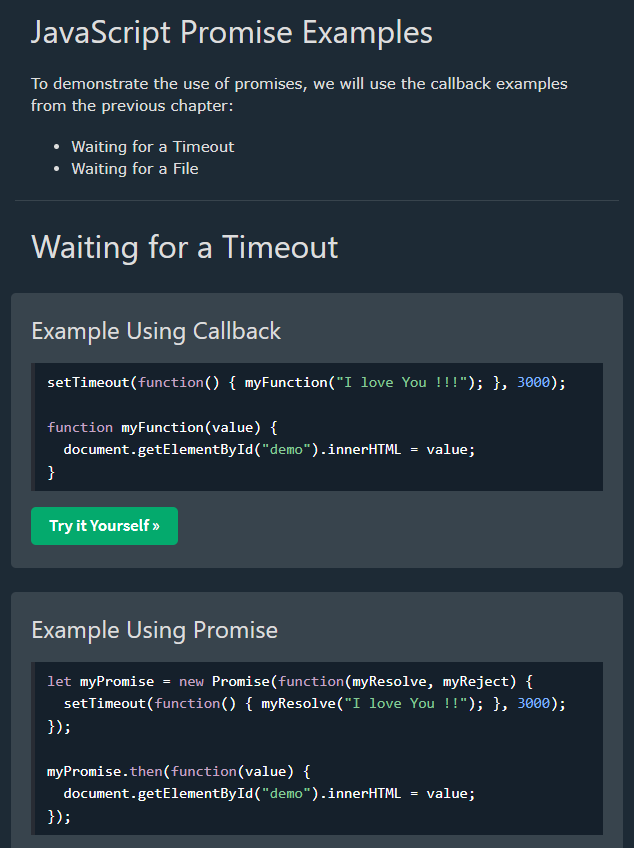 JavaScript Promise Examples
To demonstrate the use of promises, we will use the callback examples
from the previous chapter:
• Waiting for a Timeout
• Waiting for a File
Waiting for a Timeout
Example Using Callback
setTimeout(function() { myFunction("I love You !!!"); }, 3000);
function myFunction(value) {
  document.getElementById("demo").innerHTML = value;
}
Try it Yourself »
Example Using Promise
let myPromise = new Promise(function(myResolve, myReject) {
  setTimeout(function() { myResolve("I love You !!"); }, 3000);
});
myPromise.then(function(value) {
  document.getElementById("demo").innerHTML = value;
});